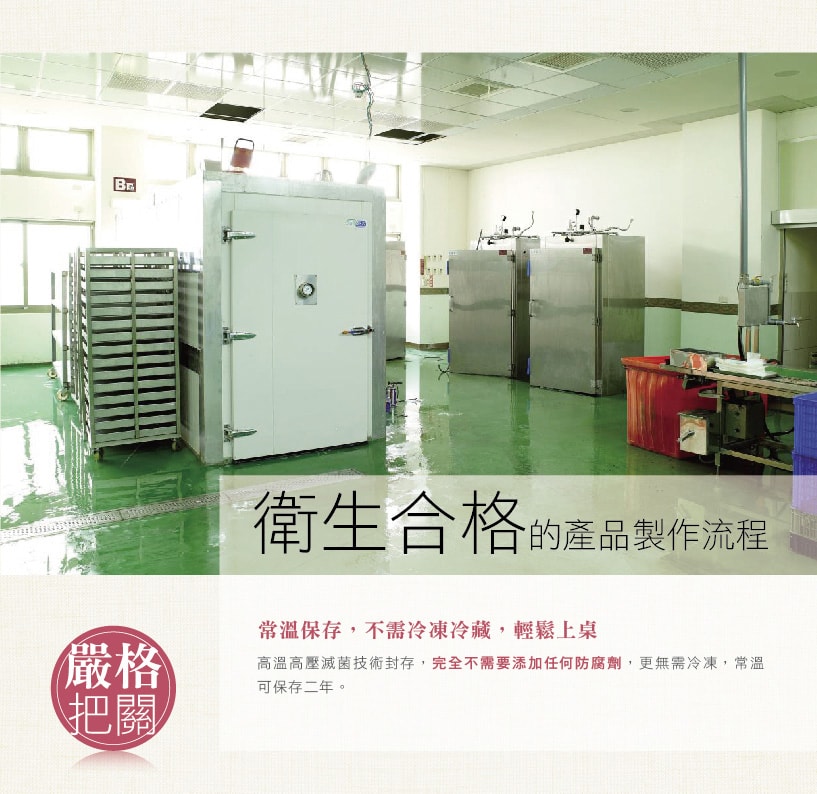 B區
衛生合格的產品製作流程
常溫保存，不需冷凍冷藏，輕鬆上桌
嚴格
把關
高溫高壓滅菌技術封存，完全不需要添加任何防腐劑，更無需冷凍，常溫
可保存二年。